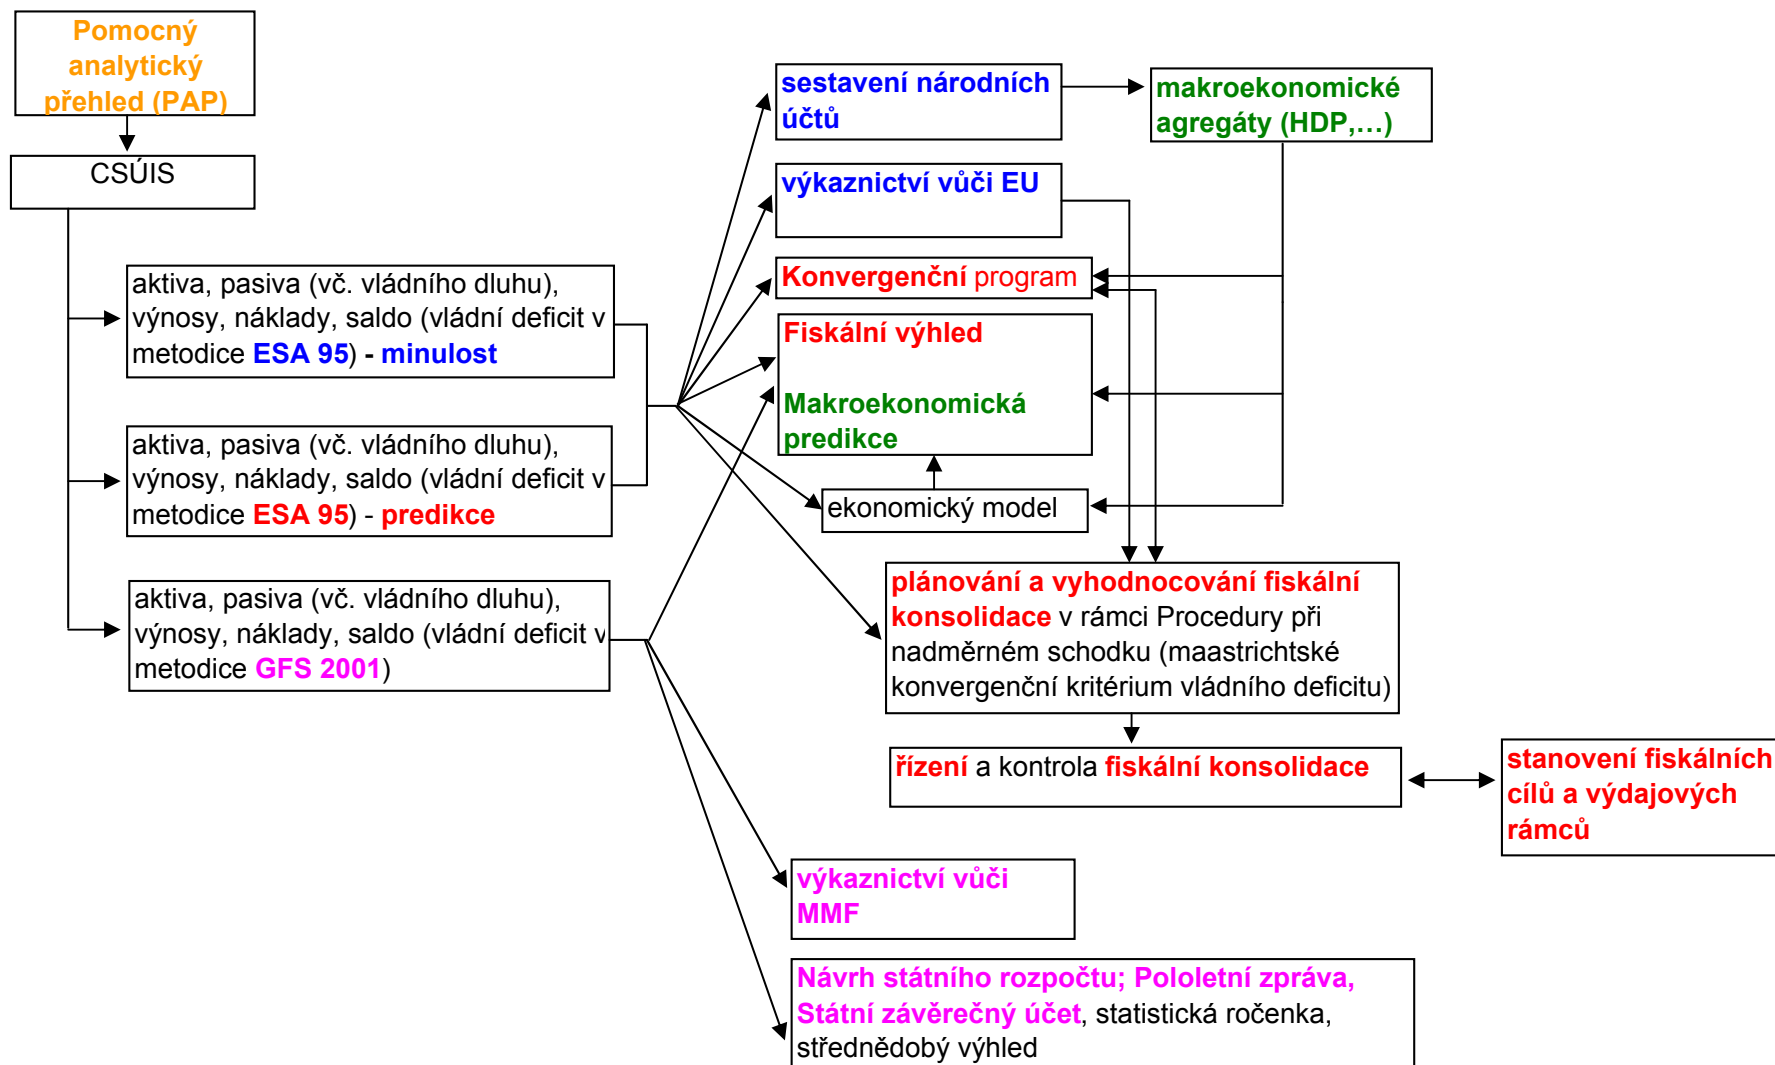 Pomocný
analytický
přehled (PAP)
CSÚIS
aktiva, pasiva (vč. vládního dluhu),
výnosy, náklady, saldo (vládní deficit v
metodice ESA 95) - minulost
aktiva, pasiva (vč. vládního dluhu),
výnosy, náklady, saldo (vládní deficit v
metodice ESA 95) - predikce
aktiva, pasiva (vč. vládního dluhu),
výnosy, náklady, saldo (vládní deficit v
metodice GFS 2001)
sestavení národních
účtů
makroekonomické
agregáty (HDP,...)
výkaznictví vůči EU
Konvergenční program
Fiskální výhled
Makroekonomická
predikce
ekonomický model
plánování a vyhodnocování fiskální
konsolidace v rámci Procedury při
nadměrném schodku (maastrichtské
konvergenční kritérium vládního deficitu)
řízení a kontrola fiskální konsolidace
stanovení fiskálních
cílů a výdajových
rámců
výkaznictví vůči
MMF
Návrh státního rozpočtu; Pololetní zpráva,
Státní závěrečný účet, statistická ročenka,
střednědobý výhled